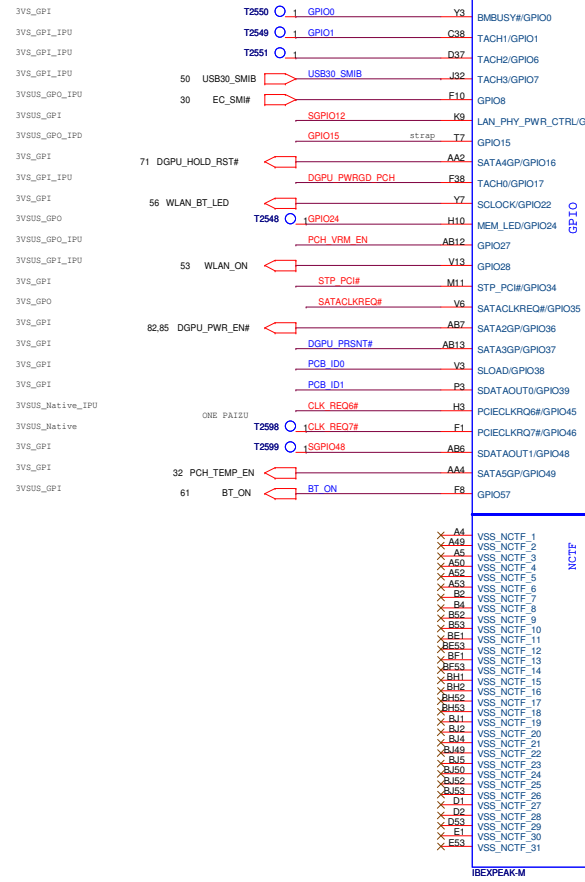 3VS_GPI T2550 1 GPIO0 Y3 BMBUSY#/GPIO0
3VS_GPI_IPU T2549 1 GPIO1 C38 TACH1/GPIO1
3VS_GPI_IPU T2551 1 D37 TACH2/GPIO6
3VS_GPI_IPU 50 USB30_SMIB USB30_SMIB J32 TACH3/GPIO7
3VSUS_GPO_IPU 30 EC_SMI# F10 GPIO8
3VSUS_GPI SGPIO12 K9 LAN_PHY_PWR_CTRL/G
3VSUS_GPO_IPD GPIO15 strap T7 GPIO15
3VS_GPI 71 DGPU_HOLD_RST# AA2 SATA4GP/GPIO16
3VS_GPI_IPU DGPU_PWRGD_PCH F38 TACH0/GPIO17
3VS_GPI 56 WLAN_BT_LED Y7 SCLOCK/GPIO22
3VSUS_GPO T2548 1 GPIO24 H10 MEM_LED/GPIO24
3VSUS_GPO_IPU PCH_VRM_EN AB12 GPIO27
3VSUS_GPI_IPU 53 WLAN_ON V13 GPIO28
3VS_GPI STP_PCI# M11 STP_PCI#/GPIO34
3VS_GPO SATACLKREQ# V6 SATACLKREQ#/GPIO35
3VS_GPI 82,85 DGPU_PWR_EN# AB7 SATA2GP/GPIO36
3VS_GPI DGPU_PRSNT# AB13 SATA3GP/GPIO37
3VS_GPI PCB_ID0 V3 SLOAD/GPIO38
3VS_GPI PCB_ID1 P3 SDATAOUT0/GPIO39
3VSUS_Native_IPU CLK_REQ6# H3 PCIECLKRQ6#/GPIO45
ONE PAIZU
3VSUS_Native T2598 1 CLK_REQ7# F1 PCIECLKRQ7#/GPIO46
3VS_GPI T2599 1 SGPIO48 AB6 SDATAOUT1/GPIO48
3VS_GPI 32 PCH_TEMP_EN AA4 SATA5GP/GPIO49
3VSUS_GPI 61 BT_ON BT_ON F8 GPIO57
GPIO
A4 VSS_NCTF_1
A49 VSS_NCTF_2
A5 VSS_NCTF_3
A50 VSS_NCTF_4
A52 VSS_NCTF_5
A53 VSS_NCTF_6
B2 VSS_NCTF_7
B4 VSS_NCTF_8
B52 VSS_NCTF_9
B53 VSS_NCTF_10
BE1 VSS_NCTF_11
BE53 VSS_NCTF_12
BF1 VSS_NCTF_13
BF53 VSS_NCTF_14
BH1 VSS_NCTF_15
BH2 VSS_NCTF_16
BH52 VSS_NCTF_17
BH53 VSS_NCTF_18
BJ1 VSS_NCTF_19
BJ2 VSS_NCTF_20
BJ4 VSS_NCTF_21
BJ49 VSS_NCTF_22
BJ5 VSS_NCTF_23
BJ50 VSS_NCTF_24
BJ52 VSS_NCTF_25
BJ53 VSS_NCTF_26
D1 VSS_NCTF_27
D2 VSS_NCTF_28
D53 VSS_NCTF_29
E1 VSS_NCTF_30
E53 VSS_NCTF_31
NCTF
IBEXPEAK-M